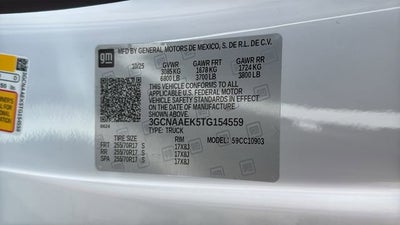 gm
MFD BY GENERAL MOTORS DE MEXICO, S. DE R.L. DE C.V.
10/25 GVWR GAWR FRT GAWR RR
3085 KG 1678 KG 1724 KG
6800 LB 3700 LB 3800 LB
THIS VEHICLE CONFORMS TO ALL
APPLICABLE U.S. FEDERAL MOTOR
VEHICLE SAFETY STANDARDS IN EFFECT ON
THE DATE OF MANUFACTURE SHOWN ABOVE.
3GCNAAEK5TG154559
TYPE: TRUCK
MODEL: 59CC10903
TIRE SIZE RIM
FRT 255/70R17 S 17X8J
RR 255/70R17 S 17X8J
SPA 255/70R17 S 17X8J